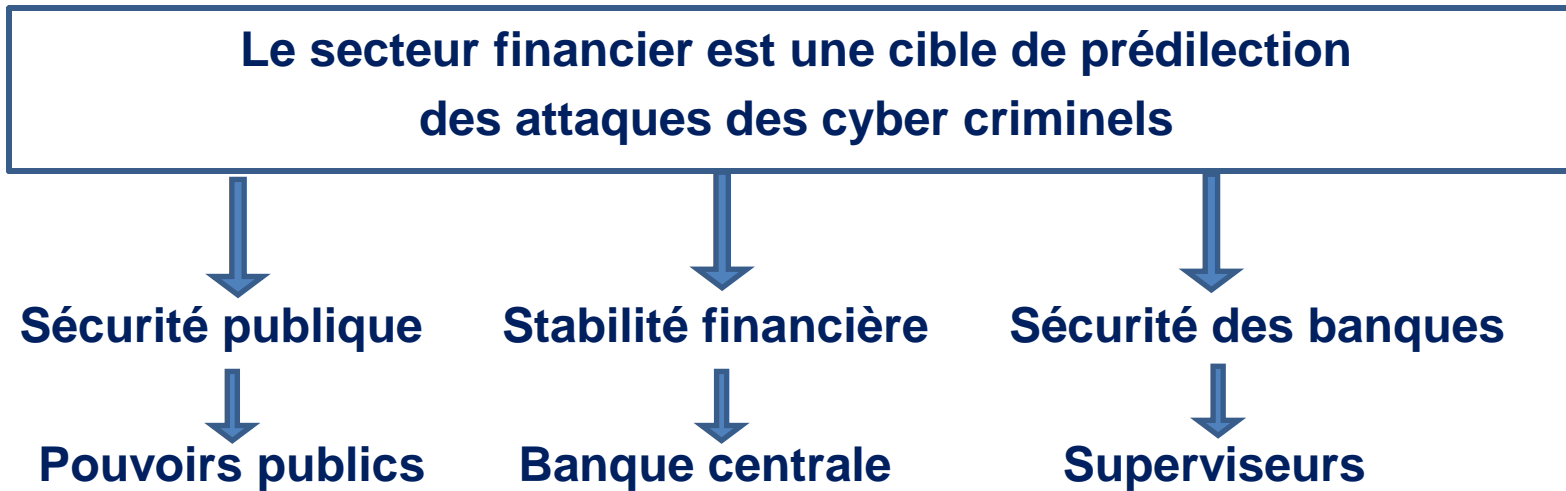 Le secteur financier est une cible de prédilection
des attaques des cyber criminels
Sécurité publique Stabilité financière Sécurité des banques
Pouvoirs publics Banque centrale Superviseurs